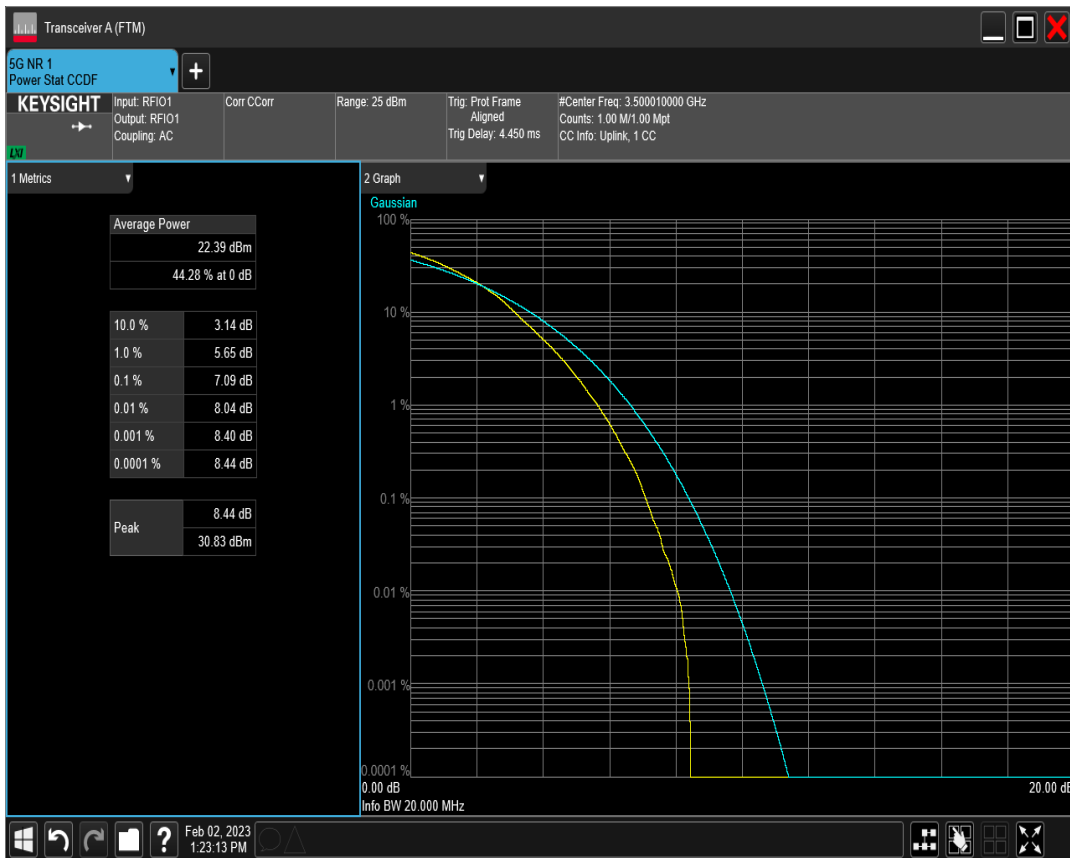 Transceiver A (FTM)
5G NR 1
Power Stat CCDF
+
KEYSIGHT
LXI
Input: RFIO1
Output: RFIO1
Coupling: AC
Corr CCorr
Range: 25 dBm
Trig: Prot Frame
Aligned
Trig Delay: 4.450 ms
#Center Freq: 3.500010000 GHz
Counts: 1.00 M/1.00 Mpt
CC Info: Uplink, 1 CC
1 Metrics
Average Power
22.39 dBm
44.28 % at 0 dB
10.0 % 3.14 dB
1.0 % 5.65 dB
0.1 % 7.09 dB
0.01 % 8.04 dB
0.001 % 8.40 dB
0.0001 % 8.44 dB
Peak
8.44 dB
30.83 dBm
2 Graph
Gaussian
100 %
10 %
1 %
0.1 %
0.01 %
0.001 %
0.0001 %
0.00 dB
20.00 dB
Info BW 20.000 MHz
?
Feb 02, 2023
1:23:13 PM